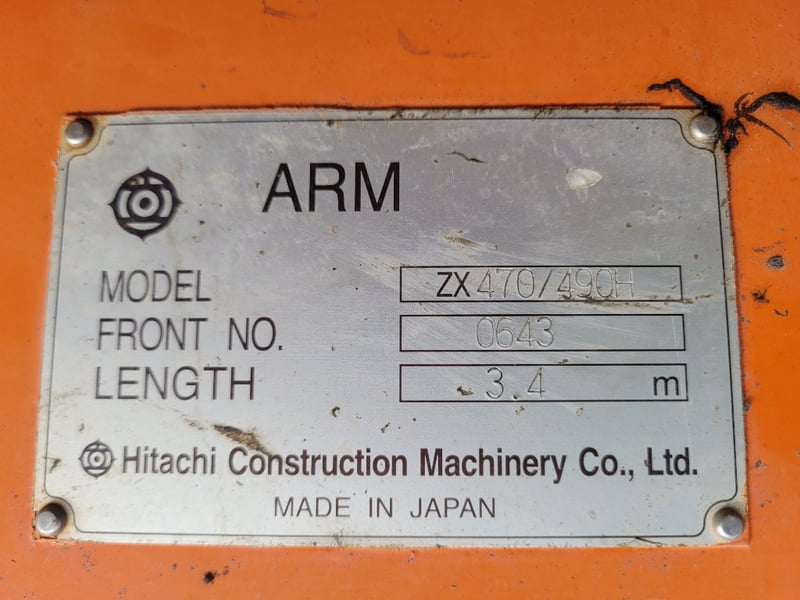 ARM
MODEL ZX470/490H
FRONT NO. 0643
LENGTH 3.4 m
Hitachi Construction Machinery Co., Ltd.
MADE IN JAPAN